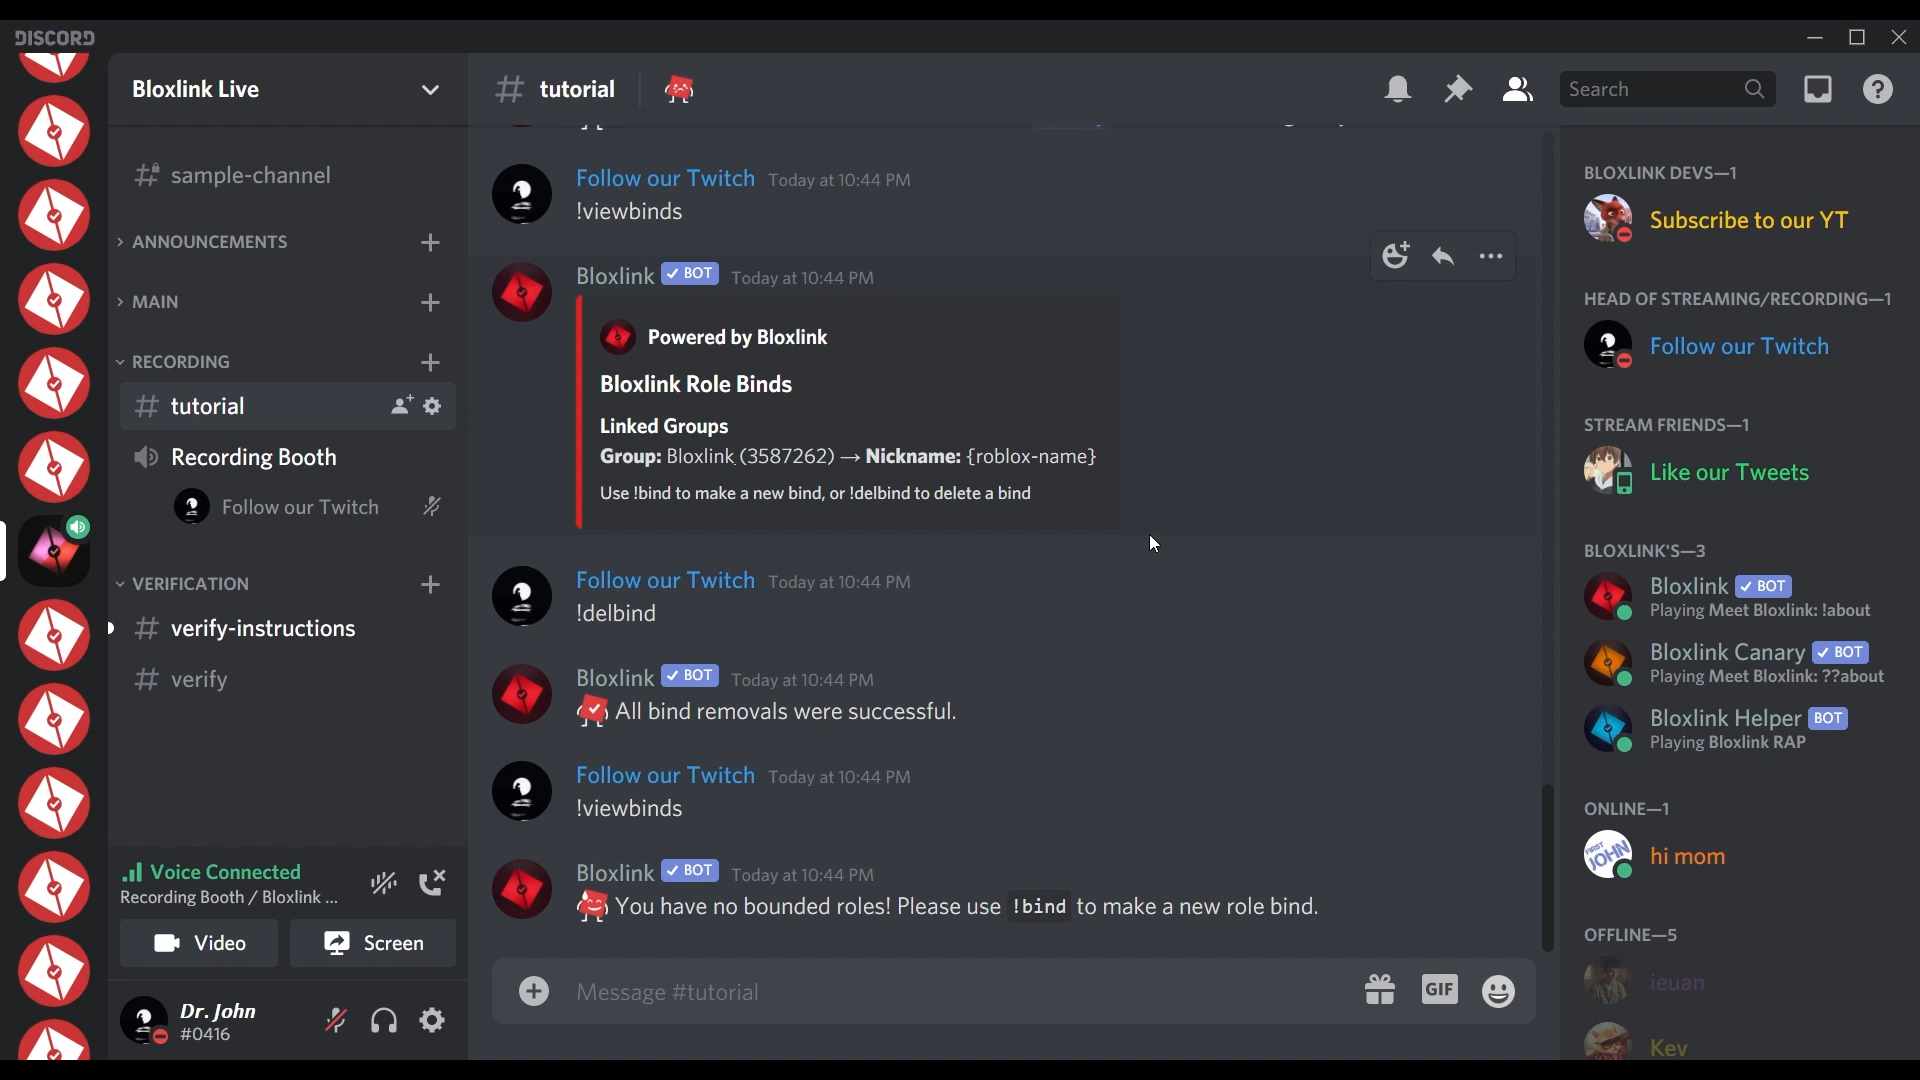 DISCORD
Bloxlink Live
sample-channel
ANNOUNCEMENTS
MAIN
RECORDING
tutorial
Recording Booth
Follow our Twitch
VERIFICATION
verify-instructions
verify
Voice Connected
Recording Booth / Bloxlink ...
Video
Screen
Dr. John
#0416
tutorial
Search
Follow our Twitch Today at 10:44 PM
!viewbinds
Bloxlink BOT Today at 10:44 PM
Powered by Bloxlink
Bloxlink Role Binds
Linked Groups
Group: Bloxlink (3587262) → Nickname: {roblox-name}
Use !bind to make a new bind, or !delbind to delete a bind
Follow our Twitch Today at 10:44 PM
!delbind
Bloxlink BOT Today at 10:44 PM
All bind removals were successful.
Follow our Twitch Today at 10:44 PM
!viewbinds
Bloxlink BOT Today at 10:44 PM
You have no bounded roles! Please use !bind to make a new role bind.
Message #tutorial
GIF
BLOXLINK DEVS—1
Subscribe to our YT
HEAD OF STREAMING/RECORDING—1
Follow our Twitch
STREAM FRIENDS—1
Like our Tweets
BLOXLINK'S—3
Bloxlink BOT
Playing Meet Bloxlink: !about
Bloxlink Canary BOT
Playing Meet Bloxlink: ??about
Bloxlink Helper BOT
Playing Bloxlink RAP
ONLINE—1
FIRST
JOHN
hi mom
OFFLINE—5
ieuan
Kev